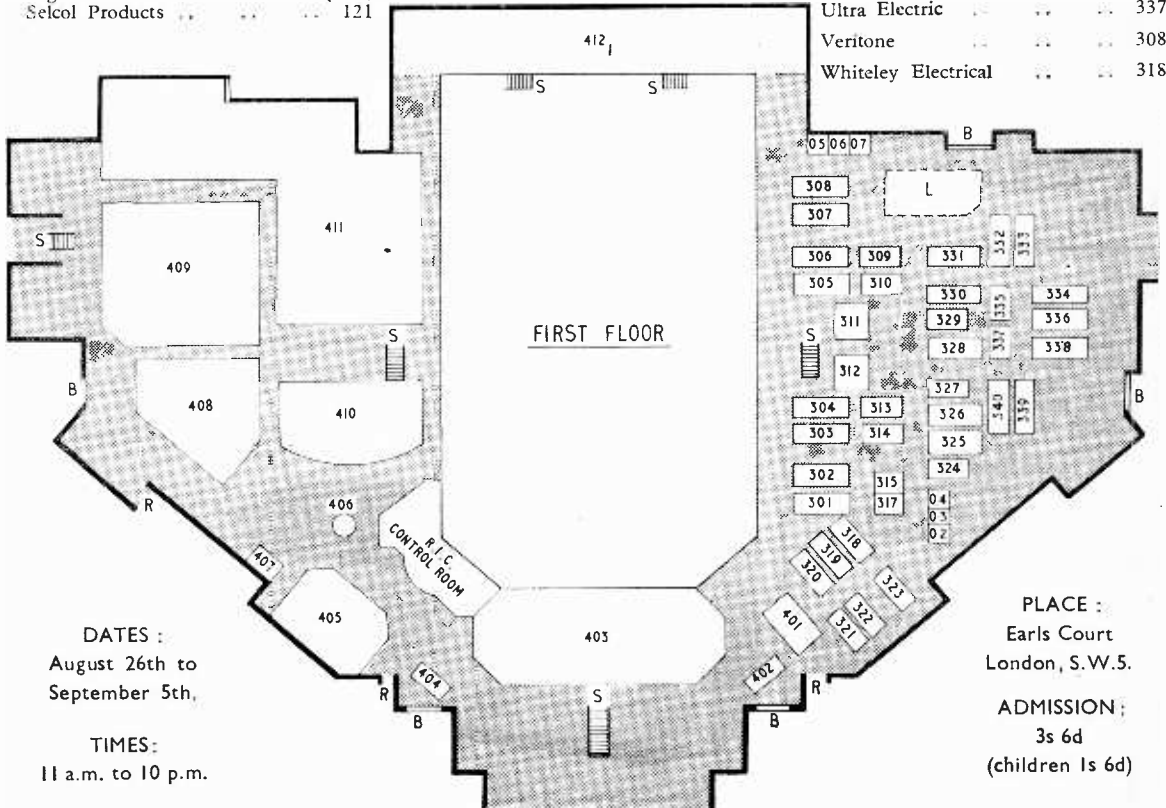 Selcol Products .. .. .. 121
Ultra Electric .. .. .. 337
Veritone .. .. .. 308
Whiteley Electrical .. .. 318
412
S
S
B
05 06 07
308
L
307
411
S
409
306
309
331
332
333
305
310
330
335
334
311
329
336
FIRST FLOOR
S
S
337
328
338
312
B
408
410
327
B
304
313
326
340
339
303
314
325
302
315
324
301
317
04
03
02
R
406
R.I.C.
CONTROL ROOM
318
319
320
407
323
405
403
401
322
321
404
402
R
R
S
B
B
DATES :
August 26th to
September 5th,
TIMES:
11 a.m. to 10 p.m.
PLACE :
Earls Court
London, S.W.5.
ADMISSION :
3s 6d
(children 1s 6d)